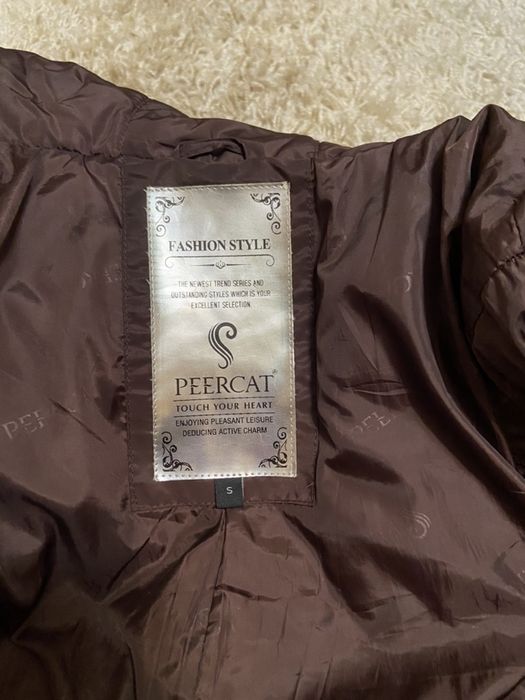 FASHION STYLE
THE NEWEST TREND SERIES AND
OUTSTANDING STYLES WHICH IS YOUR
EXCELLENT SELECTION.
PEERCAT®
TOUCH YOUR HEART
ENJOYING PLEASANT LEISURE
DEDUCING ACTIVE CHARM
S